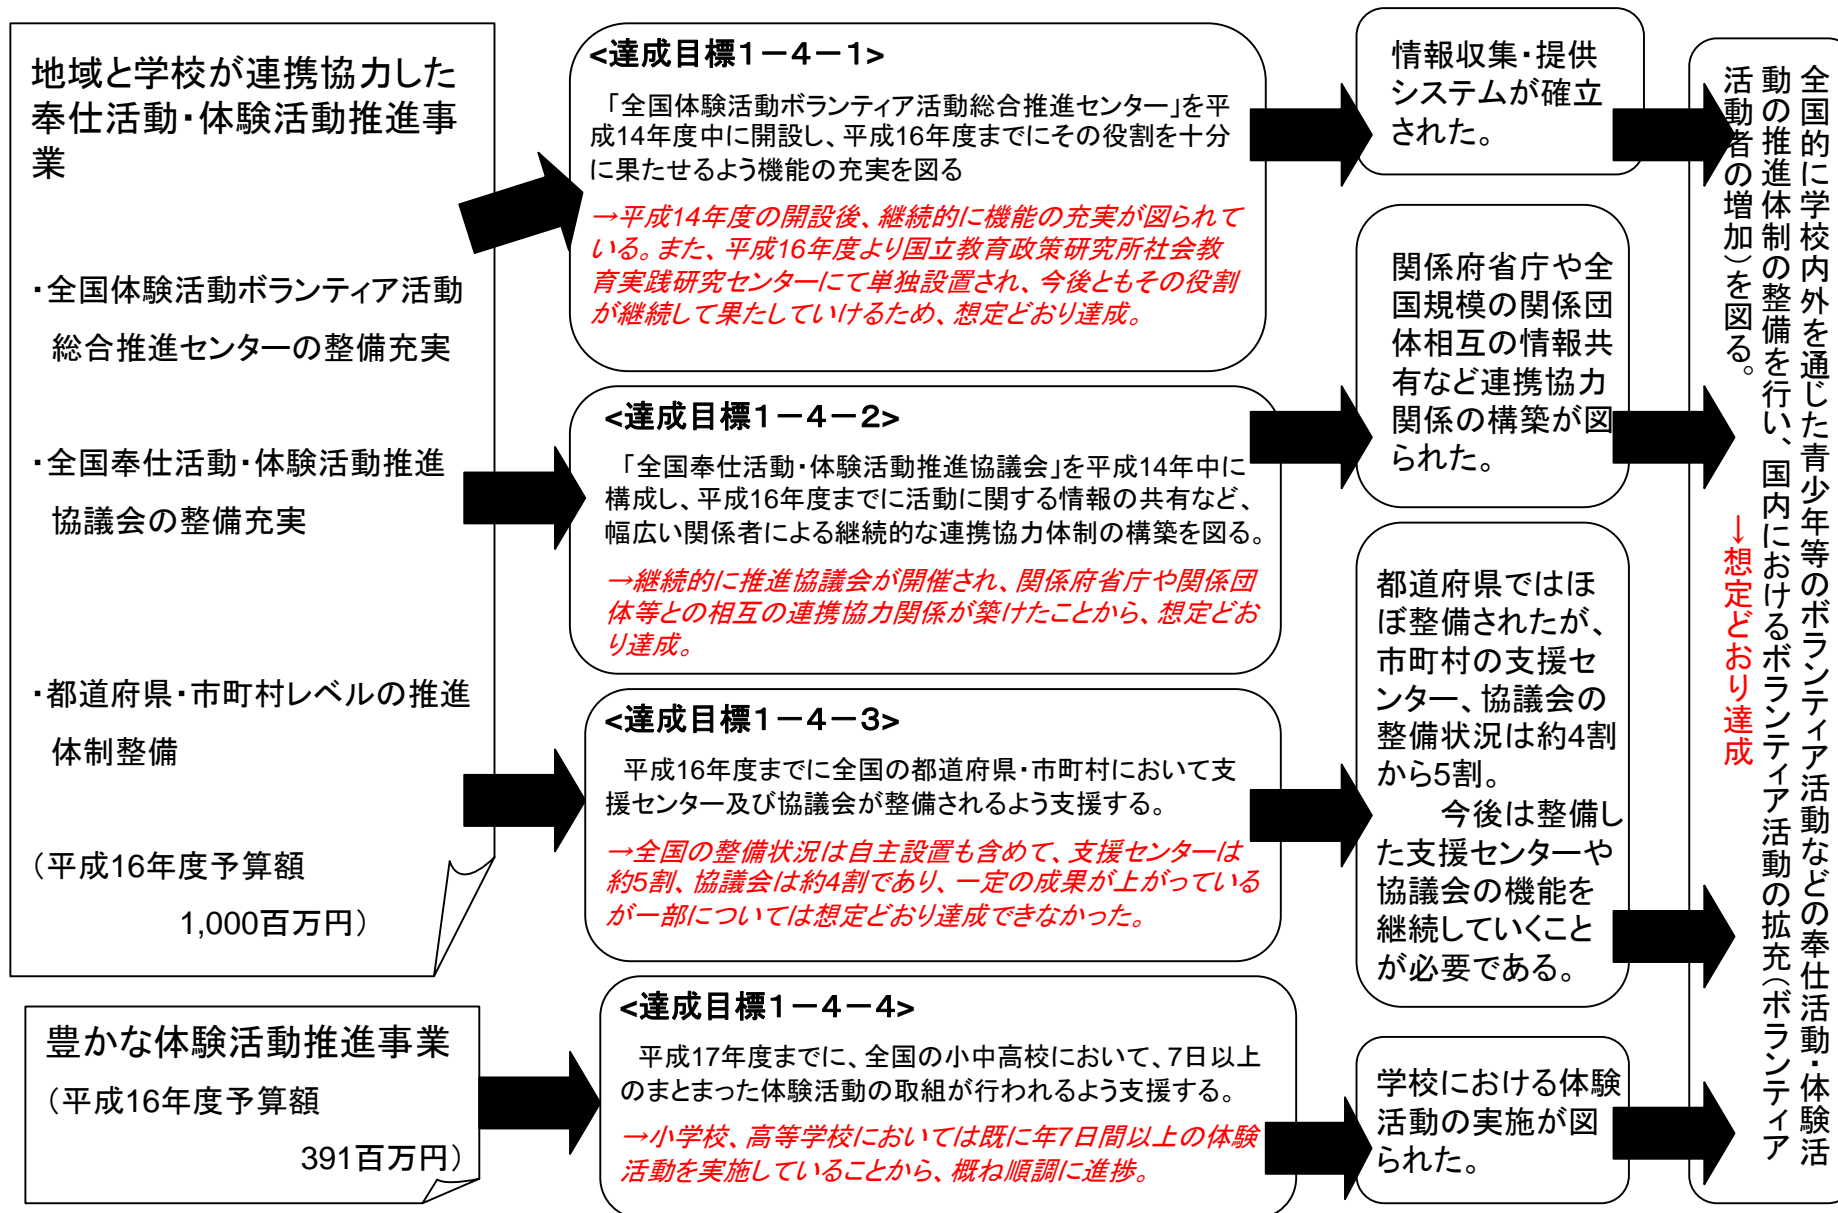 地域と学校が連携協力した
奉仕活動・体験活動推進事
業
・全国体験活動ボランティア活動
総合推進センターの整備充実
・全国奉仕活動・体験活動推進
協議会の整備充実
・都道府県・市町村レベルの推進
体制整備
（平成16年度予算額
1,000百万円）
豊かな体験活動推進事業
（平成16年度予算額
391百万円）
<達成目標１－４－１>
「全国体験活動ボランティア活動総合推進センター」を平
成14年度中に開設し、平成16年度までにその役割を十分
に果たせるよう機能の充実を図る
→平成14年度の開設後、継続的に機能の充実が図られて
いる。また、平成16年度より国立教育政策研究所社会教
育実践研究センターにて単独設置され、今後ともその役割
が継続して果たしていけるため、想定どおり達成。
<達成目標１－４－２>
「全国奉仕活動・体験活動推進協議会」を平成14年中に
構成し、平成16年度までに活動に関する情報の共有など、
幅広い関係者による継続的な連携協力体制の構築を図る。
→継続的に推進協議会が開催され、関係府省庁や関係団
体等との相互の連携協力関係が築けたことから、想定どお
り達成。
<達成目標１－４－３>
平成16年度までに全国の都道府県・市町村において支
援センター及び協議会が整備されるよう支援する。
→全国の整備状況は自主設置も含めて、支援センターは
約5割、協議会は約4割であり、一定の成果が上がっている
が一部については想定どおり達成できなかった。
<達成目標１－４－４>
平成17年度までに、全国の小中高校において、7日以上
のまとまった体験活動の取組が行われるよう支援する。
→小学校、高等学校においては既に年7日間以上の体験
活動を実施していることから、概ね順調に進捗。
情報収集・提供
システムが確立
された。
関係府省庁や全
国規模の関係団
体相互の情報共
有など連携協力
関係の構築が図
られた。
都道府県ではほ
ぼ整備されたが、
市町村の支援セ
ンター、協議会の
整備状況は約4割
から5割。
今後は整備し
た支援センターや
協議会の機能を
継続していくこと
が必要である。
学校における体験
活動の実施が図
られた。
全国的に学校内外を通じた青少年等のボランティア活動などの奉仕活動・体験活
動の推進体制の整備を行い、国内におけるボランティア活動の拡充（ボランティア
活動者の増加）を図る。
→想定どおり達成